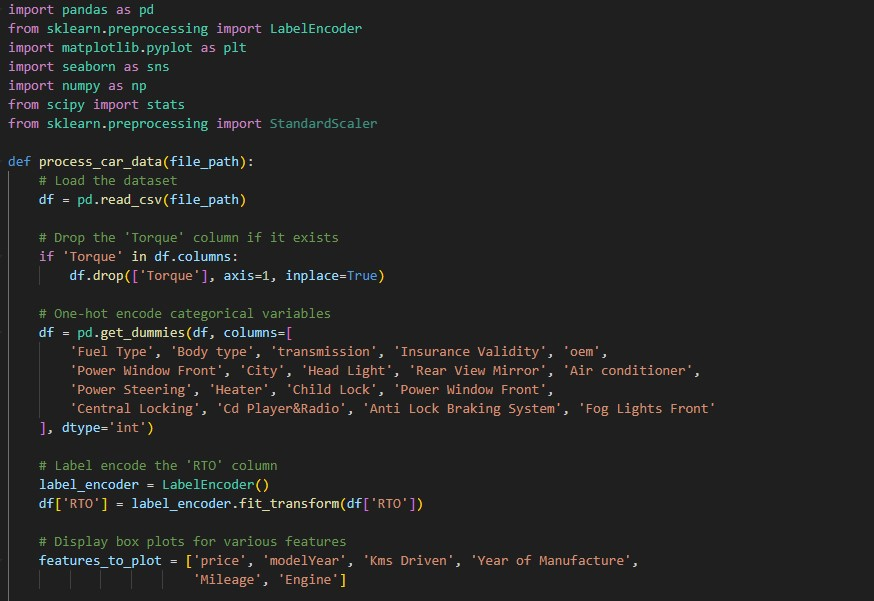 import pandas as pd
from sklearn.preprocessing import LabelEncoder
import matplotlib.pyplot as plt
import seaborn as sns
import numpy as np
from scipy import stats
from sklearn.preprocessing import StandardScaler

def process_car_data(file_path):
    # Load the dataset
    df = pd.read_csv(file_path)

    # Drop the 'Torque' column if it exists
    if 'Torque' in df.columns:
        df.drop(['Torque'], axis=1, inplace=True)

    # One-hot encode categorical variables
    df = pd.get_dummies(df, columns=[
        'Fuel Type', 'Body type', 'transmission', 'Insurance Validity', 'oem',
        'Power Window Front', 'City', 'Head Light', 'Rear View Mirror', 'Air conditioner',
        'Power Steering', 'Heater', 'Child Lock', 'Power Window Front',
        'Central Locking', 'Cd Player&Radio', 'Anti Lock Braking System', 'Fog Lights Front'
    ], dtype='int')

    # Label encode the 'RTO' column
    label_encoder = LabelEncoder()
    df['RTO'] = label_encoder.fit_transform(df['RTO'])

    # Display box plots for various features
    features_to_plot = ['price', 'modelYear', 'Kms Driven', 'Year of Manufacture',
                        'Mileage', 'Engine']